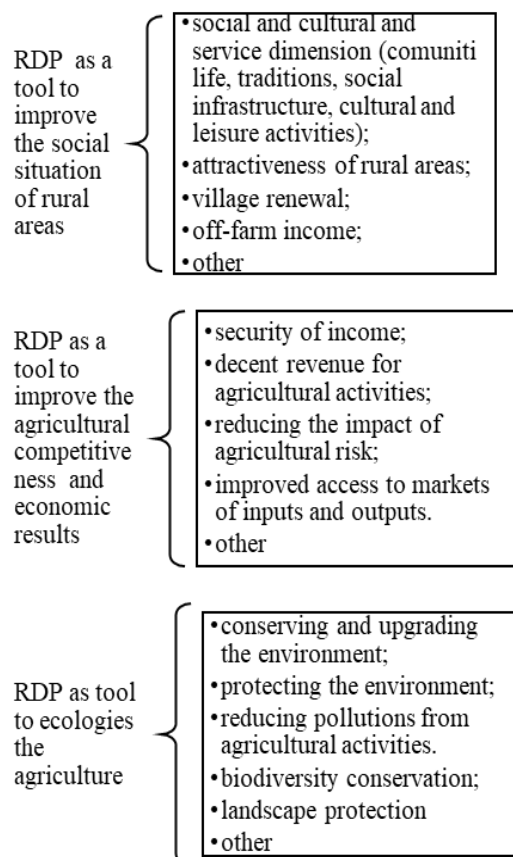 RDP as a
tool to
improve
the social
situation
of rural
areas
•social and cultural and
service dimension (comuniti
life, traditions, social
infrastructure, cultural and
leisure activities);
•attractiveness of rural areas;
•village renewal;
•off-farm income;
•other
RDP as a
tool to
improve the
agricultural
competitive
ness and
economic
results
•security of income;
•decent revenue for
agricultural activities;
•reducing the impact of
agricultural risk;
•improved access to markets
of inputs and outputs.
•other
RDP as tool
to ecologies
the
agriculture
•conserving and upgrading
the environment;
•protecting the environment;
•reducing pollutions from
agricultural activities.
•biodiversity conservation;
•landscape protection
•other